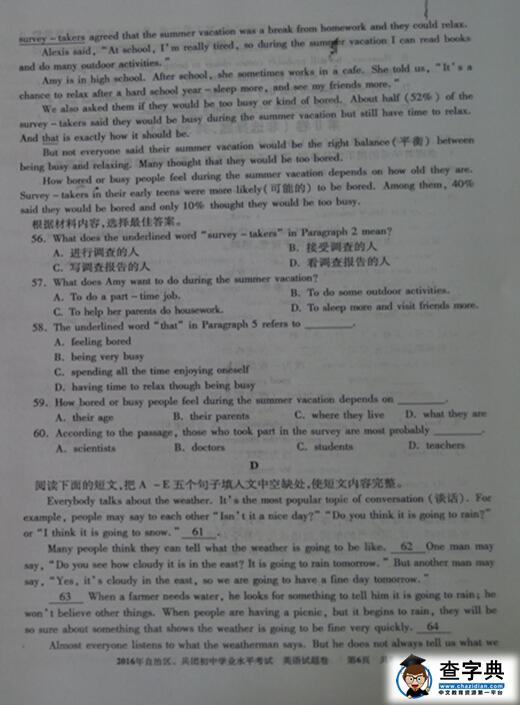 survey-takers agreed that the summer vacation was a break from homework and they could relax.
Alexis said, "At school, I'm really tired, so during the summer vacation I can read books
and do many outdoor activities."
Amy is in high school. After school, she sometimes works in a cafe. She told us, "It's a
chance to relax after a hard school year-sleep more, and see my friends more."
We also asked them if they would be too busy or kind of bored. About half (52%) of the
survey-takers said they would be busy during the summer vacation but still have time to relax.
And that is exactly how it should be.
But not everyone said their summer vacation would be the right balance(平衡) between
being busy and relaxing. Many thought that they would be too bored.
How bored or busy people feel during the summer vacation depends on how old they are.
Survey-takers in their early teens were more likely(可能的) to be bored. Among them, 40%
said they would be bored and only 10% thought they would be too busy.
根据材料内容,选择最佳答案。
56. What does the underlined word "survey-takers" in Paragraph 2 mean?
A. 进行调查的人 B. 接受调查的人
C. 写调查报告的人 D. 看调查报告的人
57. What does Amy want to do during the summer vacation?
A. To do a part-time job. B. To do some outdoor activities.
C. To help her parents do housework. D. To sleep more and visit friends more.
58. The underlined word "that" in Paragraph 5 refers to ________.
A. feeling bored
B. being very busy
C. spending all the time enjoying oneself
D. having time to relax though being busy
59. How bored or busy people feel during the summer vacation depends on ________.
A. their age B. their parents C. where they live D. what they are
60. According to the passage, those who took part in the survey are most probably ________.
A. scientists B. doctors C. students D. teachers
D
阅读下面的短文,把 A -E 五个句子填入文中空缺处,使短文内容完整。
Everybody talks about the weather. It's the most popular topic of conversation (谈话). For
example, people may say to each other "Isn't it a nice day?" "Do you think it is going to rain?"
or "I think it is going to snow." 61 .
Many people think they can tell what the weather is going to be like. 62 One man may
say, "Do you see how cloudy it is in the east? It is going to rain tomorrow." But another man may
say, "Yes, it's cloudy in the east, so we are going to have a fine day tomorrow."
63 When a farmer needs water, he looks for something to tell him it is going to rain; he
won't believe other things. When people are having a picnic, but it begins to rain, they will be
so sure about something that shows the weather is going to be fine very quickly. 64
Almost everyone listens to what the weatherman says. But he does not always tell us what we
2016年自治区、兵团初中学业水平考试 英语试题卷 第6页
查字典
www.chazidian.com
中文教育资源第一平台